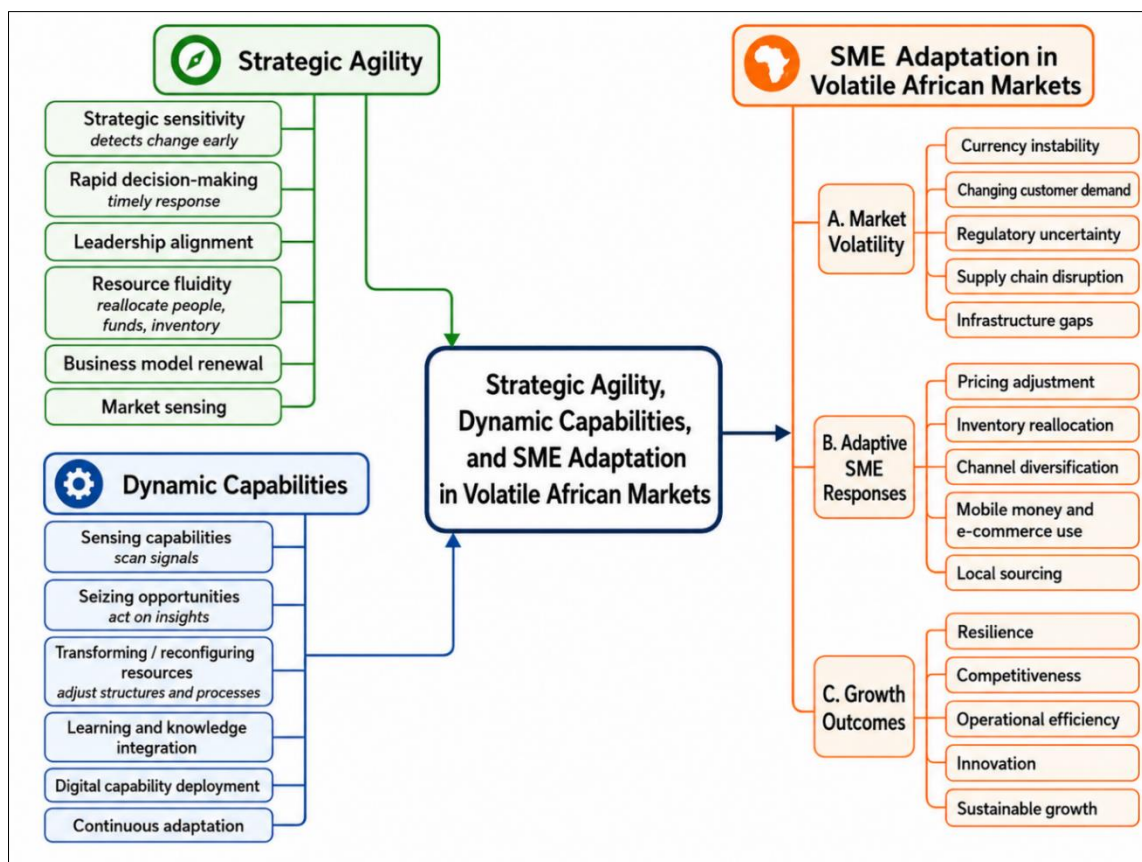 Strategic Agility
Strategic sensitivity
detects change early
Rapid decision-making
timely response
Leadership alignment
Resource fluidity
reallocate people,
funds, inventory
Business model renewal
Market sensing
Dynamic Capabilities
Sensing capabilities
scan signals
Seizing opportunities
act on insights
Transforming / reconfiguring
resources
adjust structures and processes
Learning and knowledge
integration
Digital capability deployment
Continuous adaptation
Strategic Agility,
Dynamic Capabilities,
and SME Adaptation
in Volatile African Markets
SME Adaptation in
Volatile African Markets
A. Market
Volatility
Currency instability
Changing customer demand
Regulatory uncertainty
Supply chain disruption
Infrastructure gaps
B. Adaptive
SME
Responses
Pricing adjustment
Inventory reallocation
Channel diversification
Mobile money and
e-commerce use
Local sourcing
C. Growth
Outcomes
Resilience
Competitiveness
Operational efficiency
Innovation
Sustainable growth